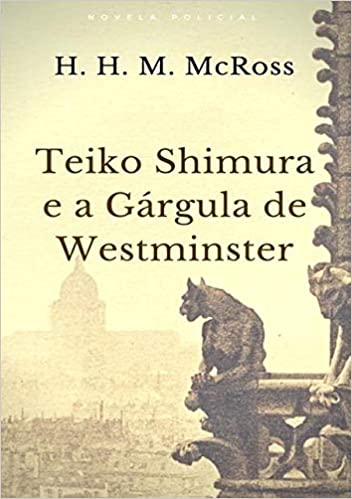 NOVELA POLICIAL
H. H. M. McRoss
Teiko Shimura
e a Gárgula de
Westminster